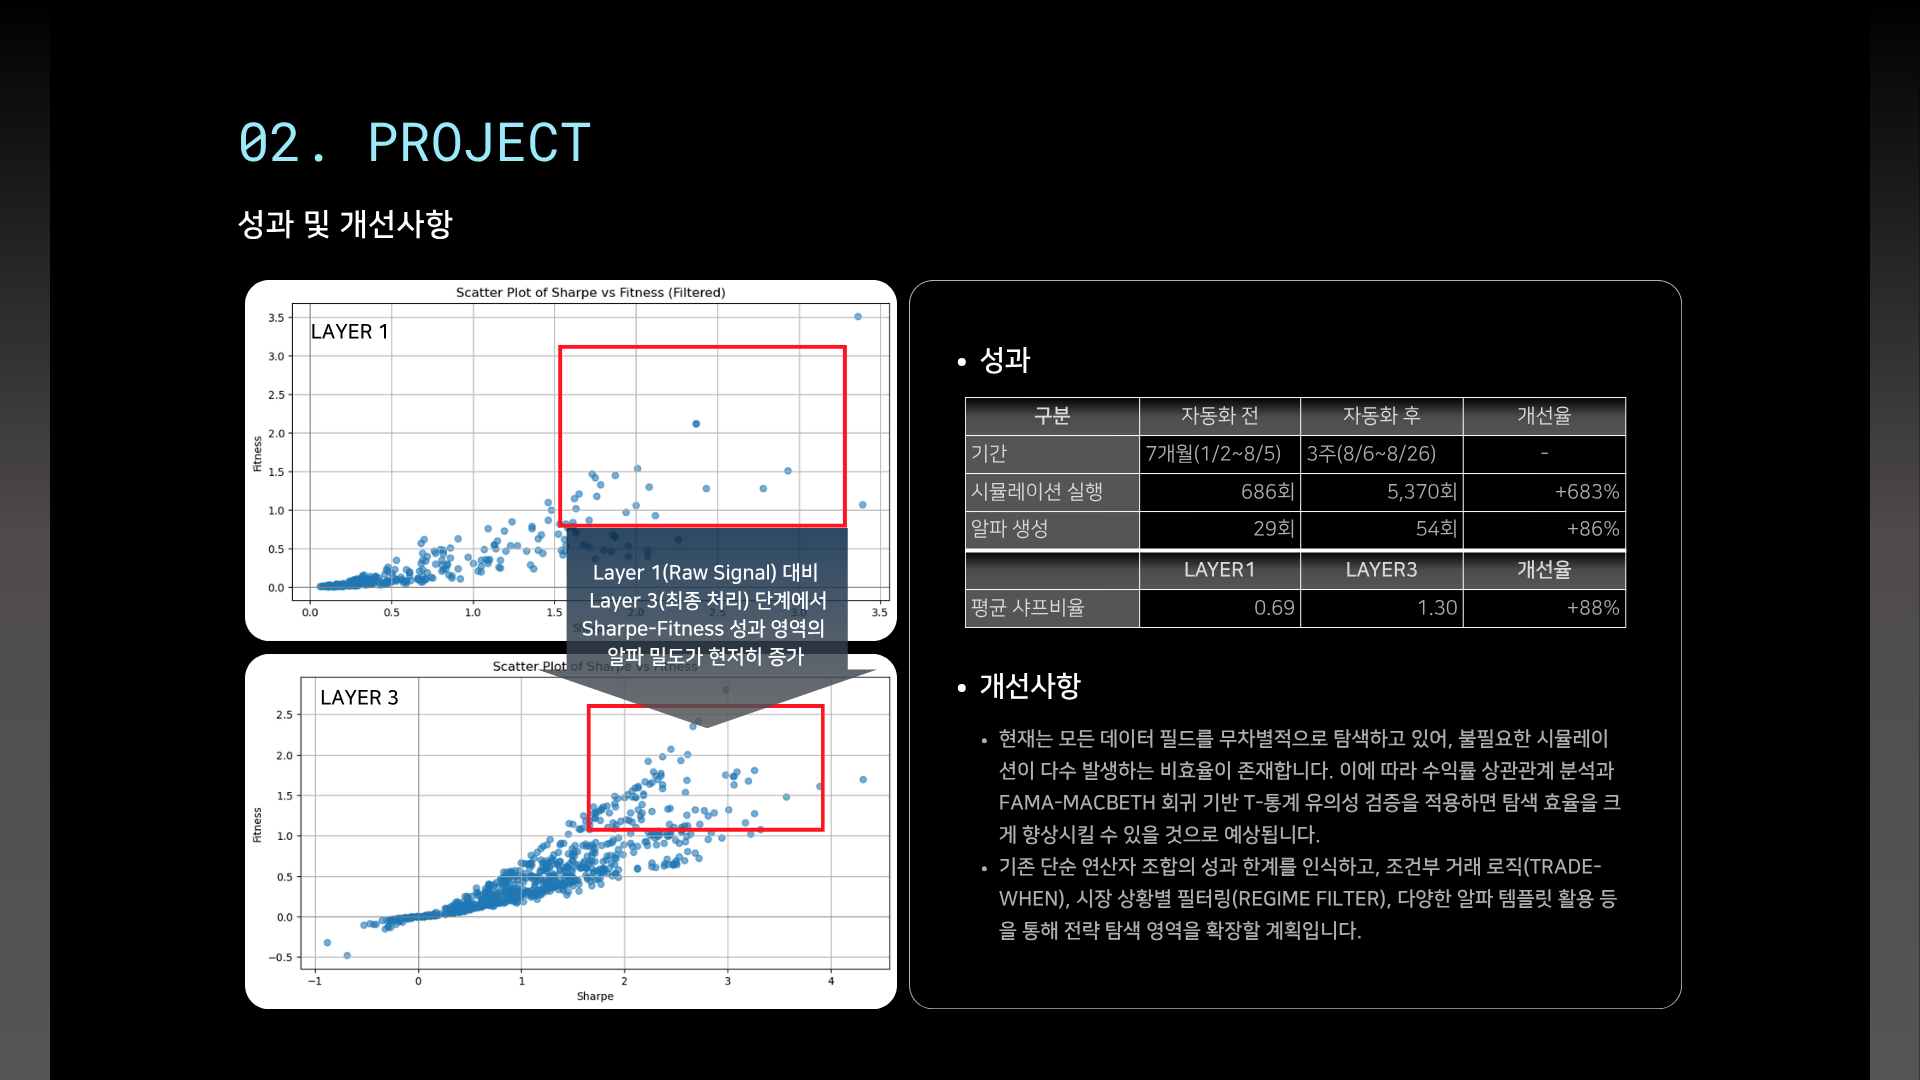 02. PROJECT
성과 및 개선사항
Scatter Plot of Sharpe vs Fitness (Filtered)
LAYER 1
Fitness
3.5
3.0
2.5
2.0
1.5
1.0
0.5
0.0
0.0 0.5 1.0 1.5 2.0 3.0 3.5
Layer 1(Raw Signal) 대비
Layer 3(최종 처리) 단계에서
Sharpe-Fitness 성과 영역의
알파 밀도가 현저히 증가
Scatter Plot of Sharpe vs Fitness
LAYER 3
Fitness
2.5
2.0
1.5
1.0
0.5
0.0
−0.5
−1 0 1 2 3 4
Sharpe
• 성과
구분 자동화 전 자동화 후 개선율
기간 7개월(1/2~8/5) 3주(8/6~8/26) -
시뮬레이션 실행 686회 5,370회 +683%
알파 생성 29회 54회 +86%
LAYER1 LAYER3 개선율
평균 샤프비율 0.69 1.30 +88%
• 개선사항
• 현재는 모든 데이터 필드를 무차별적으로 탐색하고 있어, 불필요한 시뮬레이
션이 다수 발생하는 비효율이 존재합니다. 이에 따라 수익률 상관관계 분석과
FAMA-MACBETH 회귀 기반 T-통계 유의성 검증을 적용하면 탐색 효율을 크
게 향상시킬 수 있을 것으로 예상됩니다.
• 기존 단순 연산자 조합의 성과 한계를 인식하고, 조건부 거래 로직(TRADE-
WHEN), 시장 상황별 필터링(REGIME FILTER), 다양한 알파 템플릿 활용 등
을 통해 전략 탐색 영역을 확장할 계획입니다.